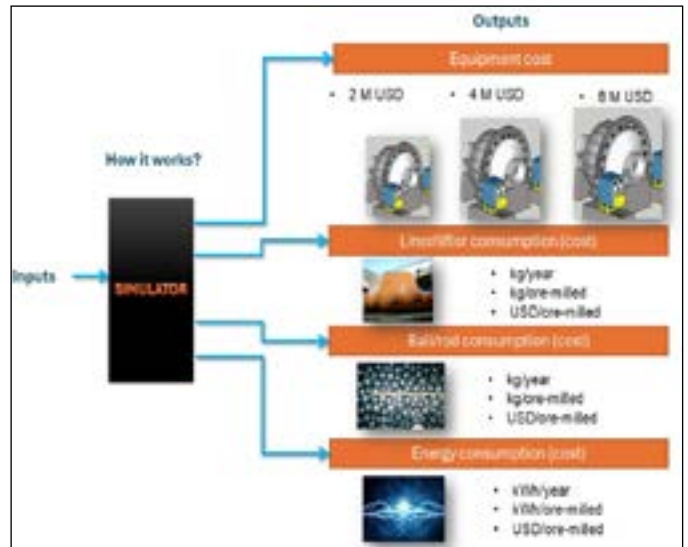 Outputs
Equipment cost
• 2 M USD • 4 M USD • 8 M USD
How it works?
Inputs
SIMULATOR
Liner/lifter consumption (cost)
• kg/year
• kg/ore-milled
• USD/ore-milled
Ball/rod consumption (cost)
• kg/year
• kg/ore-milled
• USD/ore-milled
Energy consumption (cost)
• kWh/year
• kWh/ore-milled
• USD/ore-milled